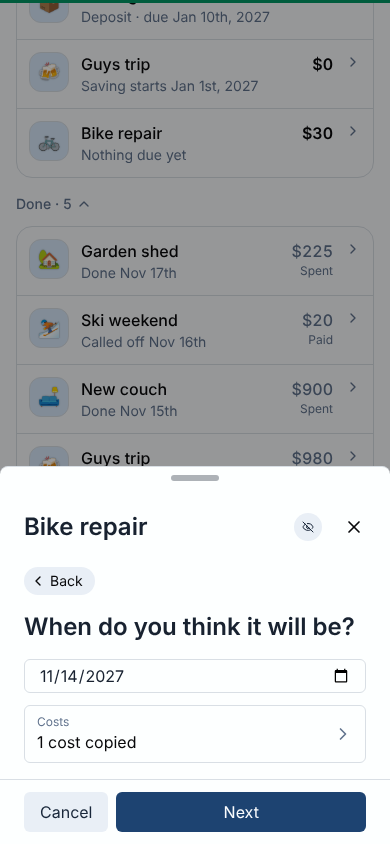 Deposit · due Jan 10th, 2027
Guys trip
$0
Saving starts Jan 1st, 2027
Bike repair
$30
Nothing due yet
Done · 5
Garden shed
$225
Done Nov 17th
Spent
Ski weekend
$20
Called off Nov 16th
Paid
New couch
$900
Done Nov 15th
Spent
Guys trip
$980
Bike repair
Back
When do you think it will be?
11/14/2027
Costs
1 cost copied
Cancel
Next